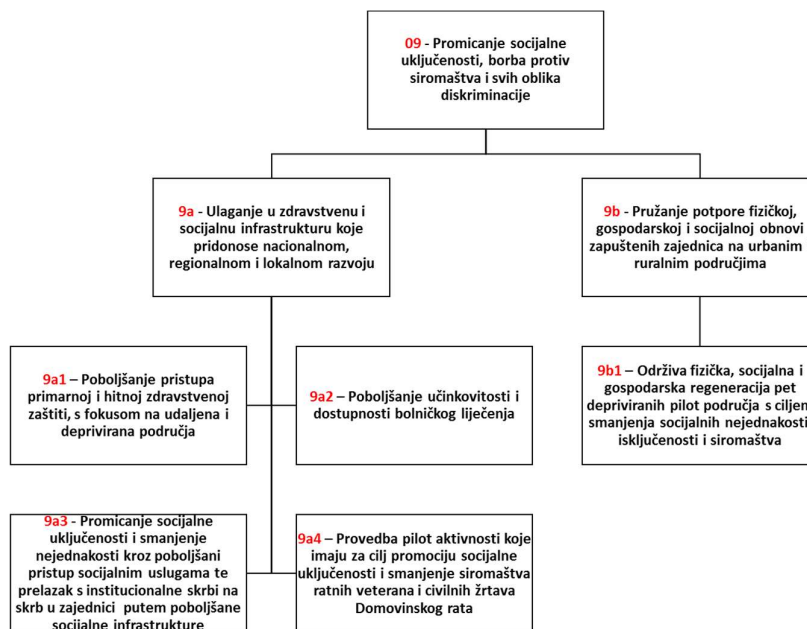 09 - Promicanje socijalne
uključenosti, borba protiv
siromaštva i svih oblika
diskriminacije
9a - Ulaganje u zdravstvenu i
socijalnu infrastrukturu koje
pridonose nacionalnom,
regionalnom i lokalnom razvoju
9b - Pružanje potpore fizičkoj,
gospodarskoj i socijalnoj obnovi
zapuštenih zajednica na urbanim
ruralnim područjima
9a1 – Poboljšanje pristupa
primarnoj i hitnoj zdravstvenoj
zaštiti, s fokusom na udaljena i
deprivirana područja
9a2 – Poboljšanje učinkovitosti i
dostupnosti bolničkog liječenja
9b1 – Održiva fizička, socijalna i
gospodarska regeneracija pet
depriviranih pilot područja s ciljem
smanjenja socijalnih nejednakosti,
isključenosti i siromaštva
9a3 - Promicanje socijalne
uključenosti i smanjenje
nejednakosti kroz poboljšani
pristup socijalnim uslugama te
prelazak s institucionalne skrbi na
skrb u zajednici putem poboljšane
socijalne infrastrukture
9a4 – Provedba pilot aktivnosti koje
imaju za cilj promociju socijalne
uključenosti i smanjenje siromaštva
ratnih veterana i civilnih žrtava
Domovinskog rata